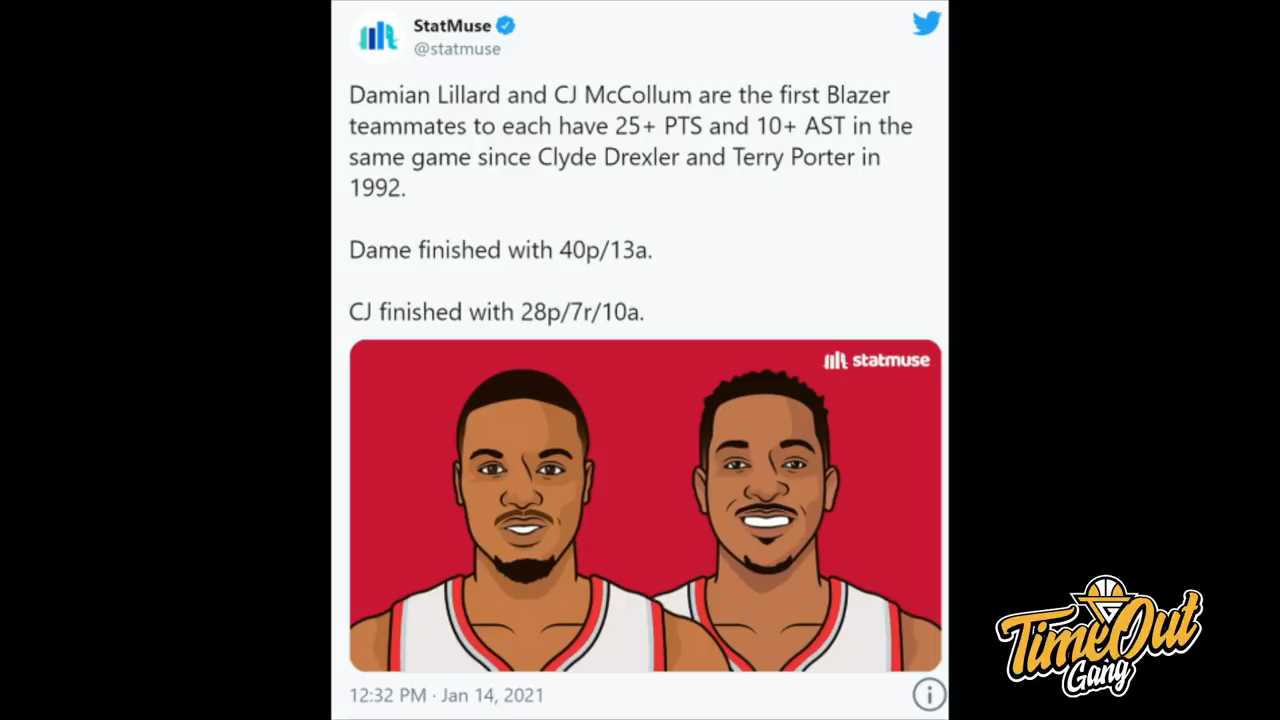 StatMuse
@statmuse
Damian Lillard and CJ McCollum are the first Blazer
teammates to each have 25+ PTS and 10+ AST in the
same game since Clyde Drexler and Terry Porter in
1992.
Dame finished with 40p/13a.
CJ finished with 28p/7r/10a.
statmuse
12:32 PM · Jan 14, 2021
TimeOut
Gang